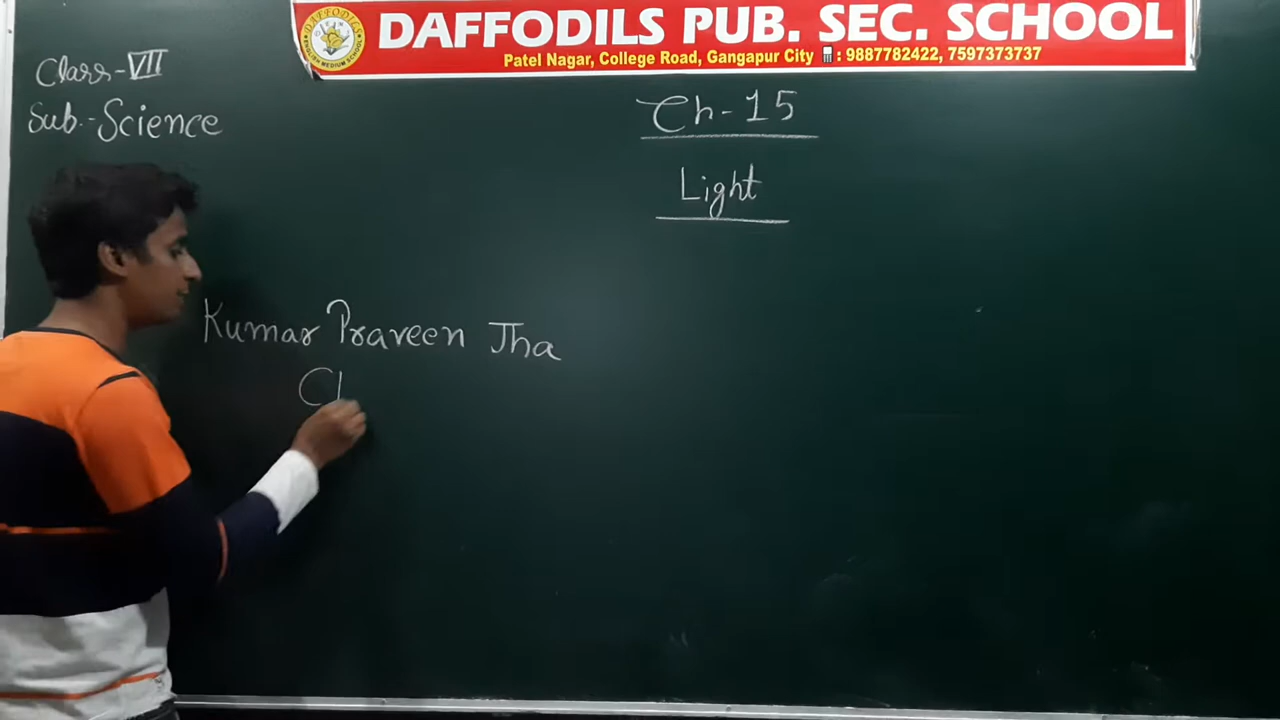 DAFFODILS PUB. SEC. SCHOOL
Patel Nagar, College Road, Gangapur City : 9887782422, 7597373737
Class-VII
Sub.-Science
Ch-15
Light
Kumar Praveen Jha